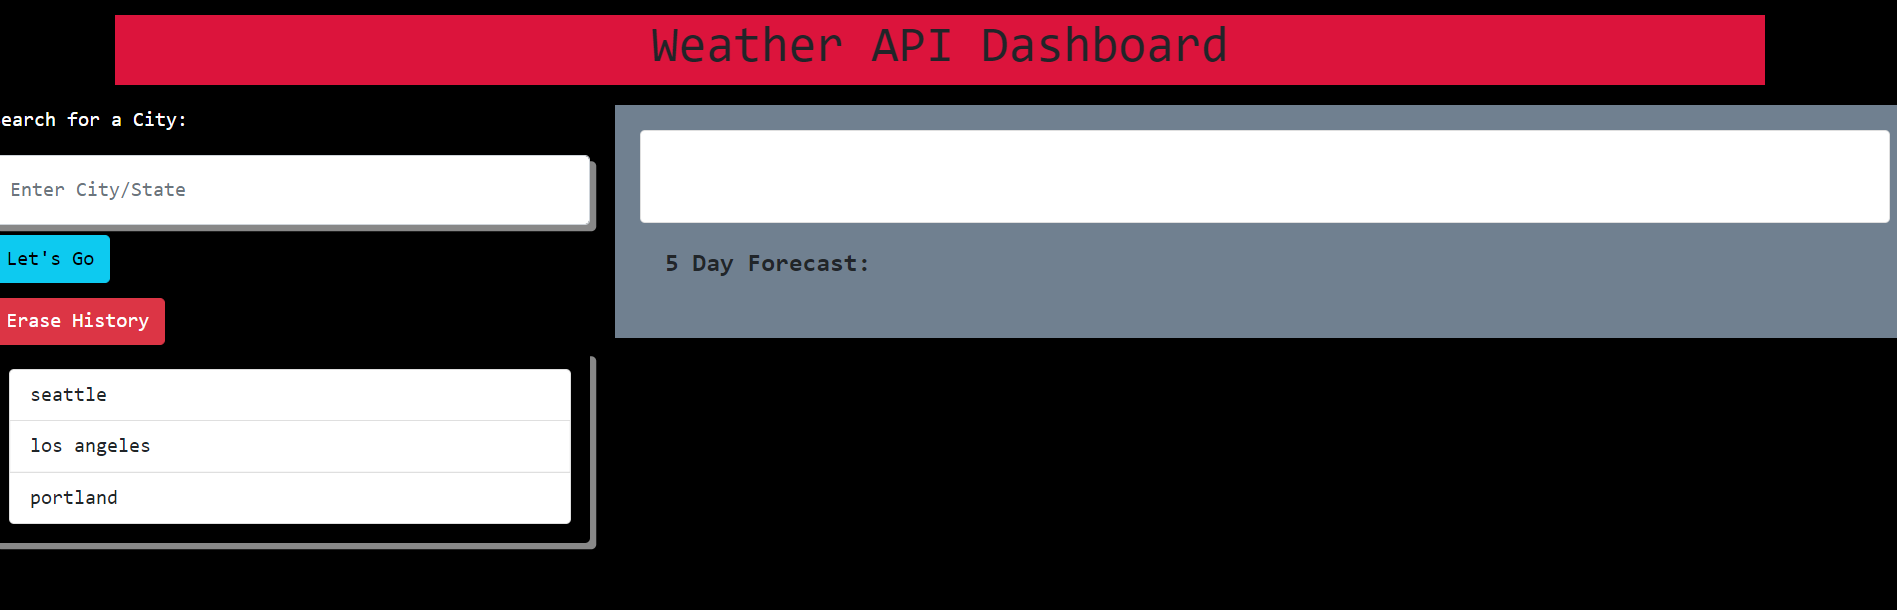 Weather API Dashboard
earch for a City:
Enter City/State
Let's Go
Erase History
seattle
los angeles
portland
5 Day Forecast: